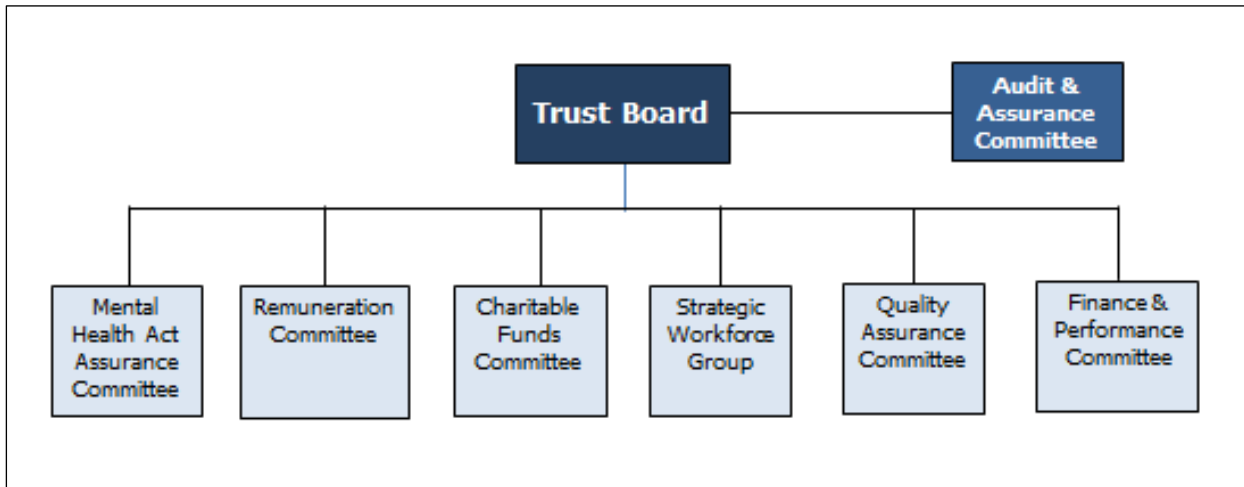 Trust Board
Audit &
Assurance
Committee
Mental
Health Act
Assurance
Committee
Remuneration
Committee
Charitable
Funds
Committee
Strategic
Workforce
Group
Quality
Assurance
Committee
Finance &
Performance
Committee